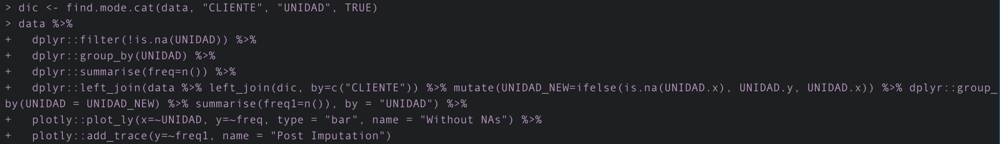 > dic <- find.mode.cat(data, "CLIENTE", "UNIDAD", TRUE)
> data %>%
+   dplyr::filter(!is.na(UNIDAD)) %>%
+   dplyr::group_by(UNIDAD) %>%
+   dplyr::summarise(freq=n()) %>%
+   dplyr::left_join(data %>% left_join(dic, by=c("CLIENTE")) %>% mutate(UNIDAD_NEW=ifelse(is.na(UNIDAD.x), UNIDAD.y, UNIDAD.x)) %>% dplyr::group_
by(UNIDAD = UNIDAD_NEW) %>% summarise(freq1=n()), by = "UNIDAD") %>%
+   plotly::plot_ly(x=~UNIDAD, y=~freq, type = "bar", name = "Without NAs") %>%
+   plotly::add_trace(y=~freq1, name = "Post Imputation")